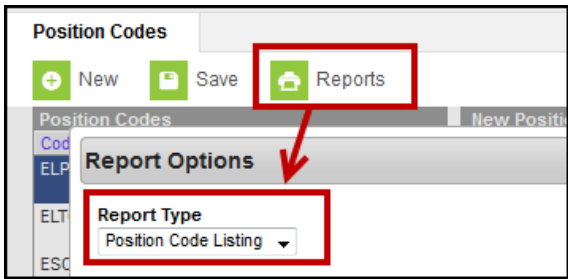 Position Codes
New Save Reports
Position Codes New Positi
Cod
ELP
Report Options
ELT
Report Type
Position Code Listing
ESC